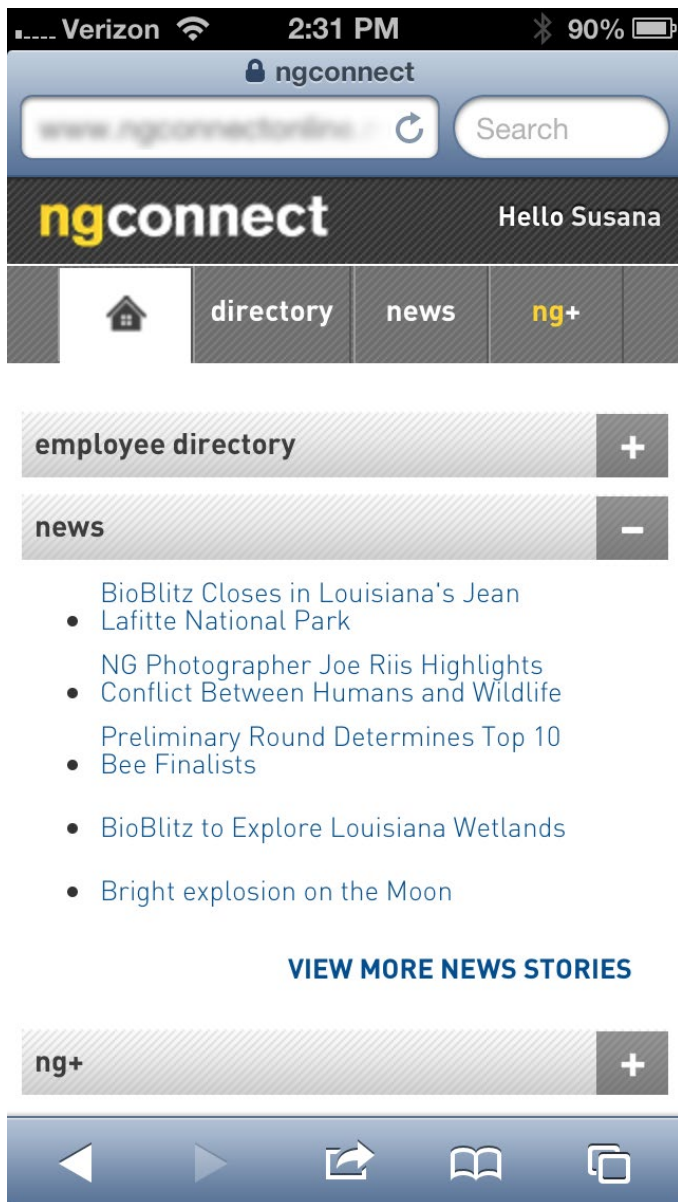 Verizon 2:31 PM 90%
ngconnect
Search
ngconnect Hello Susana
directory news ng+
employee directory +
news -
BioBlitz Closes in Louisiana's Jean
Lafitte National Park
NG Photographer Joe Riis Highlights
Conflict Between Humans and Wildlife
Preliminary Round Determines Top 10
Bee Finalists
BioBlitz to Explore Louisiana Wetlands
Bright explosion on the Moon
VIEW MORE NEWS STORIES
ng+ +